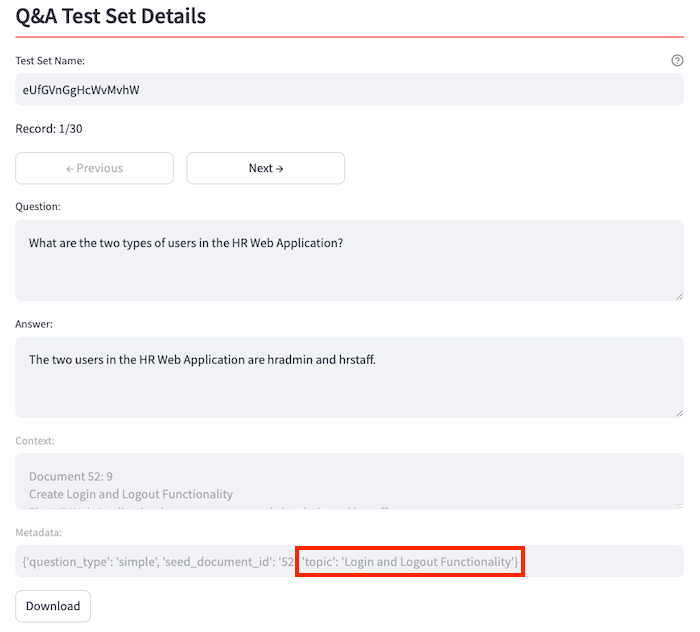 Q&A Test Set Details
Test Set Name:
eUfGVnGgHcWvMvhW
Record: 1/30
← Previous
Next →
Question:
What are the two types of users in the HR Web Application?
Answer:
The two users in the HR Web Application are hradmin and hrstaff.
Context:
Document 52: 9
Create Login and Logout Functionality
Metadata:
{'question_type': 'simple', 'seed_document_id': '52 'topic': 'Login and Logout Functionality'}
Download